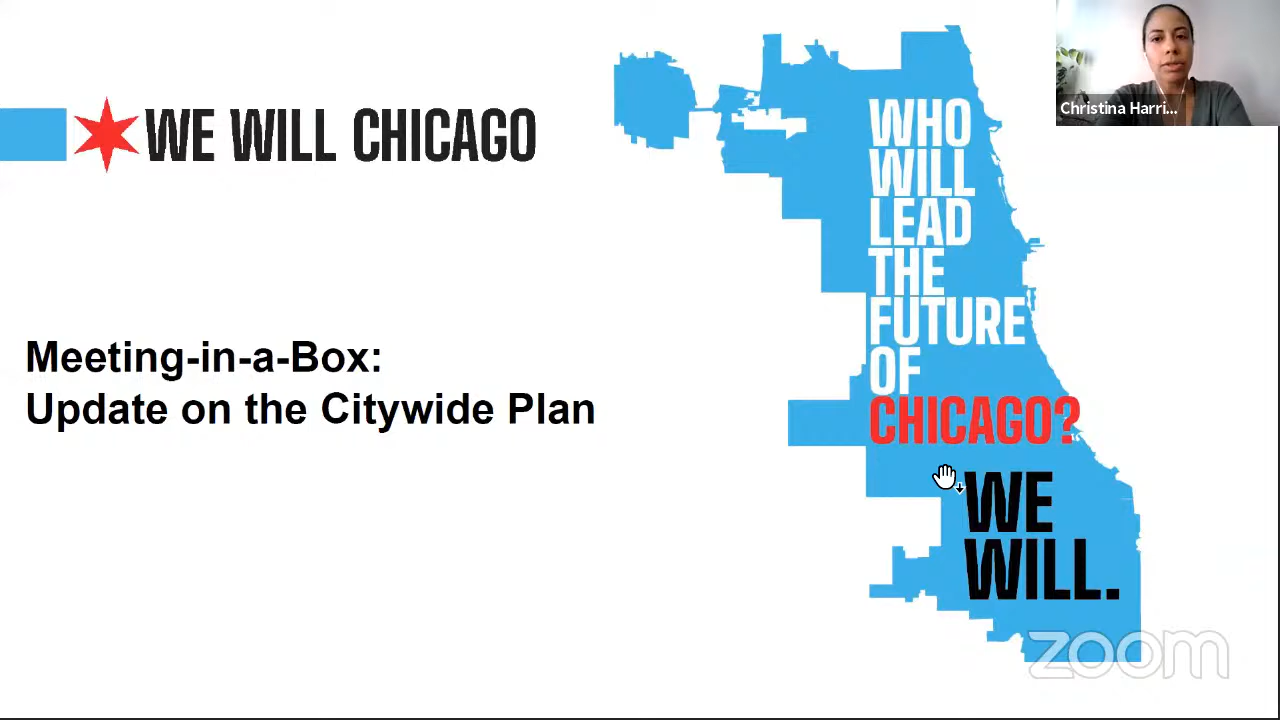 WE WILL CHICAGO
Meeting-in-a-Box:
Update on the Citywide Plan
WHO
WILL
LEAD
THE
FUTURE
OF
CHICAGO?
WE
WILL.
Christina Harri...
zoom